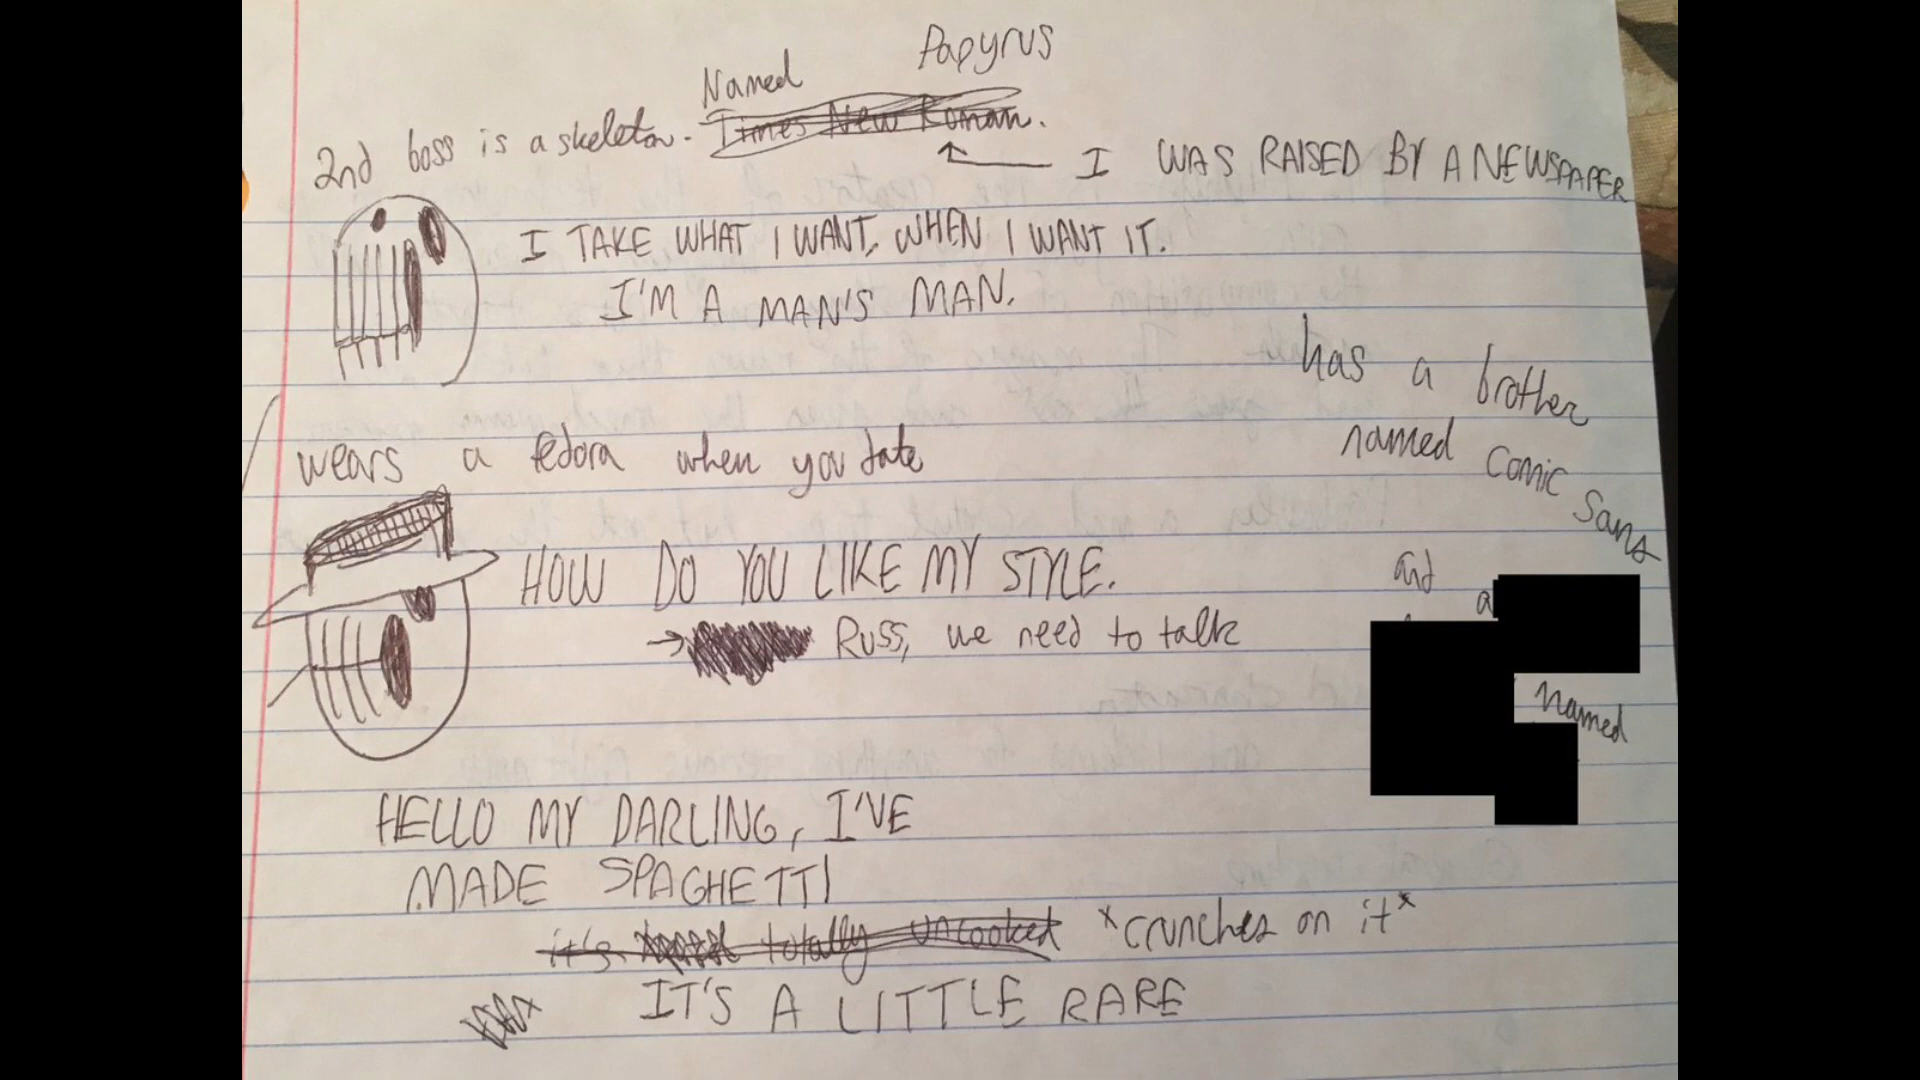 Papyrus
Named
2nd boss is a skeleton. Times New Roman.
I WAS RAISED BY A NEWSPAPER
I TAKE WHAT I WANT, WHEN I WANT IT.
I'M A MAN'S MAN.
has a brother
named Comic Sans
wears a fedora when you date
HOW DO YOU LIKE MY STYLE.
and
a
Russ, we need to talk
named
HELLO MY DARLING, I'VE
MADE SPAGHETTI
it's totally uncooked *crunches on it*
IT'S A LITTLE RARE